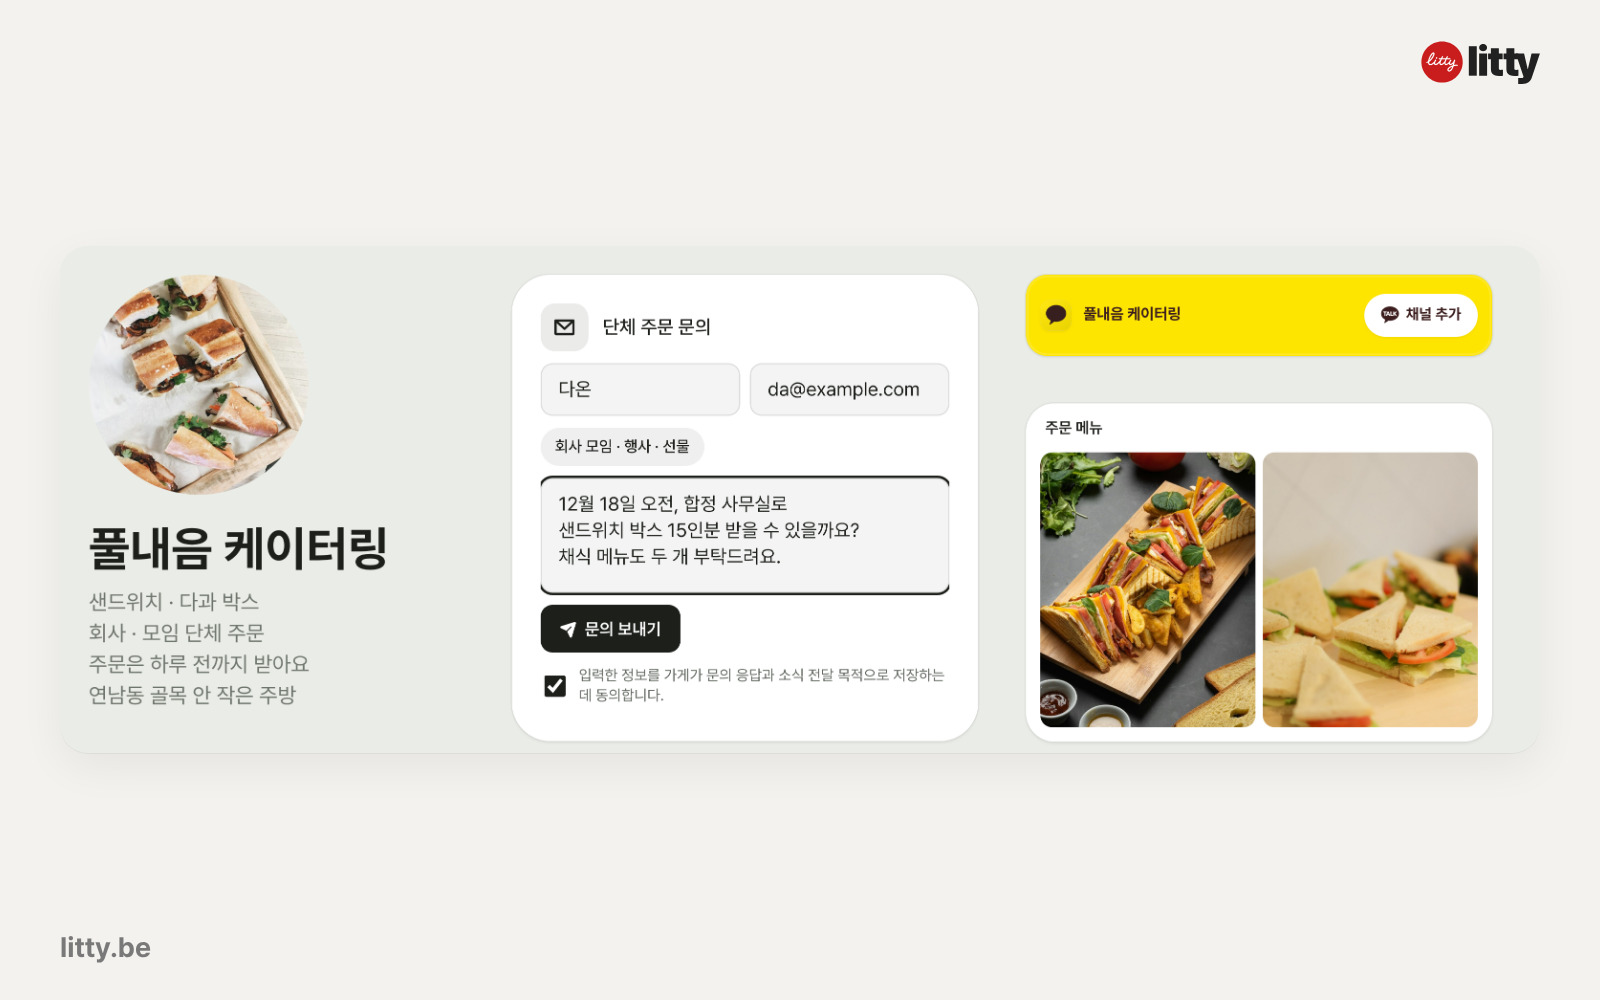 litty
litty
풀내음 케이터링
샌드위치 · 다과 박스
회사 · 모임 단체 주문
주문은 하루 전까지 받아요
연남동 골목 안 작은 주방
단체 주문 문의
다온
da@example.com
회사 모임 · 행사 · 선물
12월 18일 오전, 합정 사무실로
샌드위치 박스 15인분 받을 수 있을까요?
채식 메뉴도 두 개 부탁드려요.
문의 보내기
입력한 정보를 가게가 문의 응답과 소식 전달 목적으로 저장하는
데 동의합니다.
풀내음 케이터링
TALK 채널 추가
주문 메뉴
litty.be